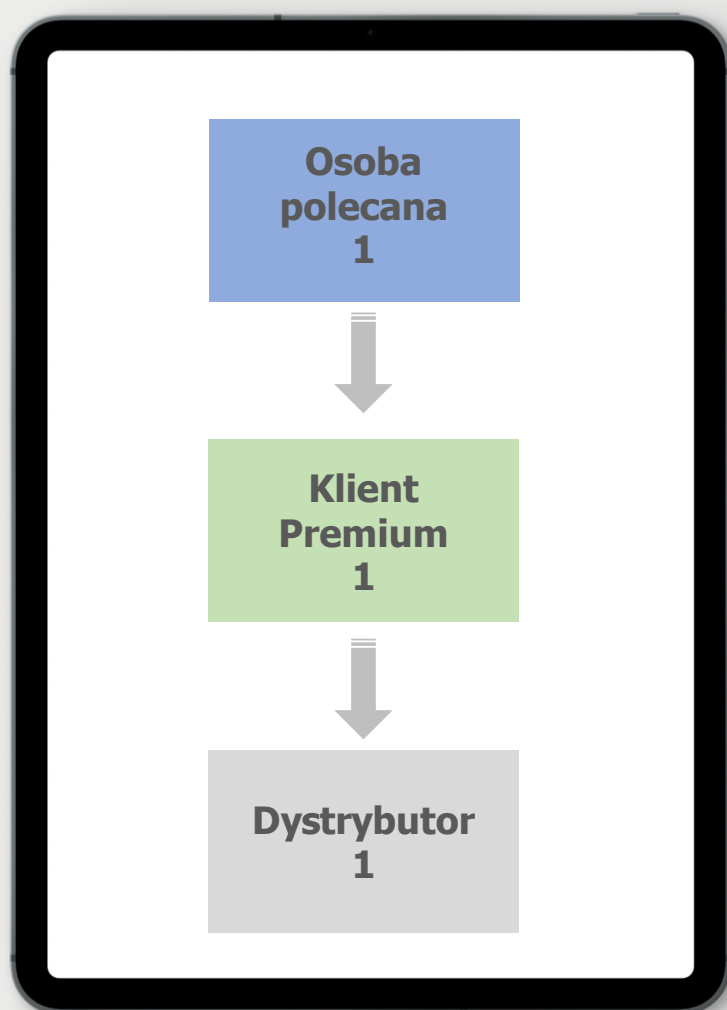 Osoba
polecana
1
Klient
Premium
1
Dystrybutor
1